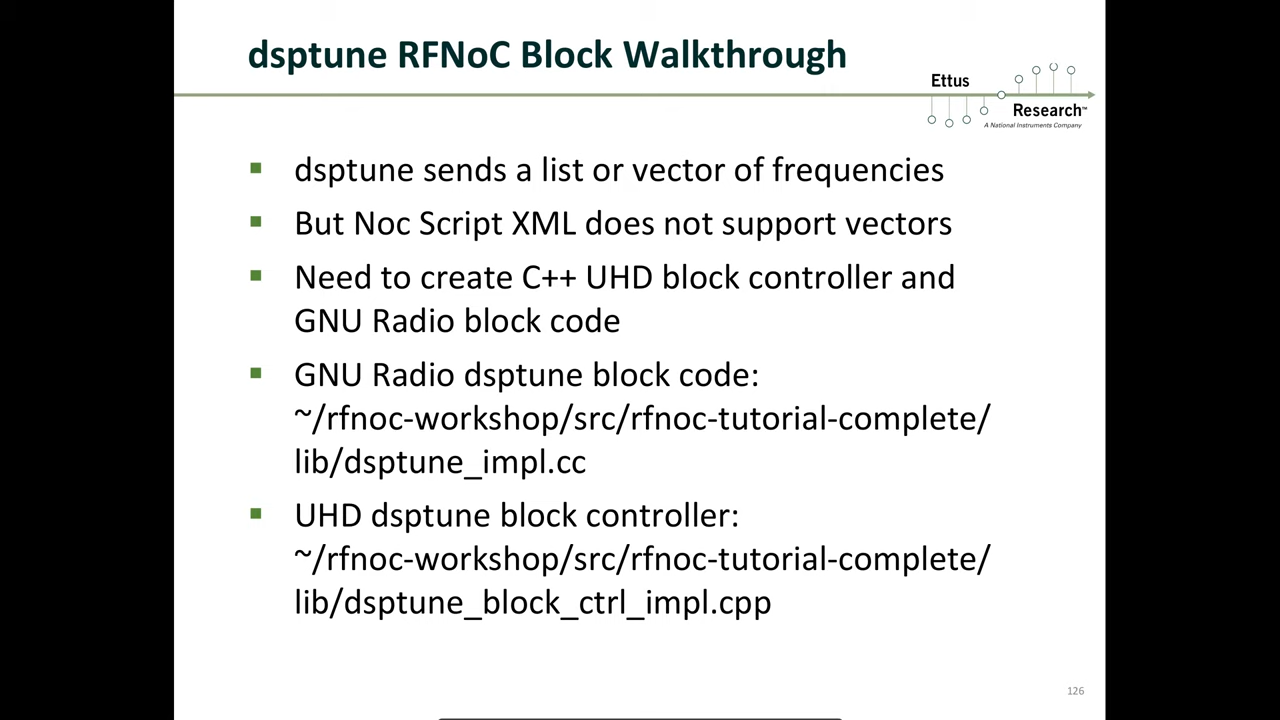 dsptune RFNoC Block Walkthrough
Ettus
Research™
A National Instruments Company
dsptune sends a list or vector of frequencies
But Noc Script XML does not support vectors
Need to create C++ UHD block controller and
GNU Radio block code
GNU Radio dsptune block code:
~/rfnoc-workshop/src/rfnoc-tutorial-complete/
lib/dsptune_impl.cc
UHD dsptune block controller:
~/rfnoc-workshop/src/rfnoc-tutorial-complete/
lib/dsptune_block_ctrl_impl.cpp
126